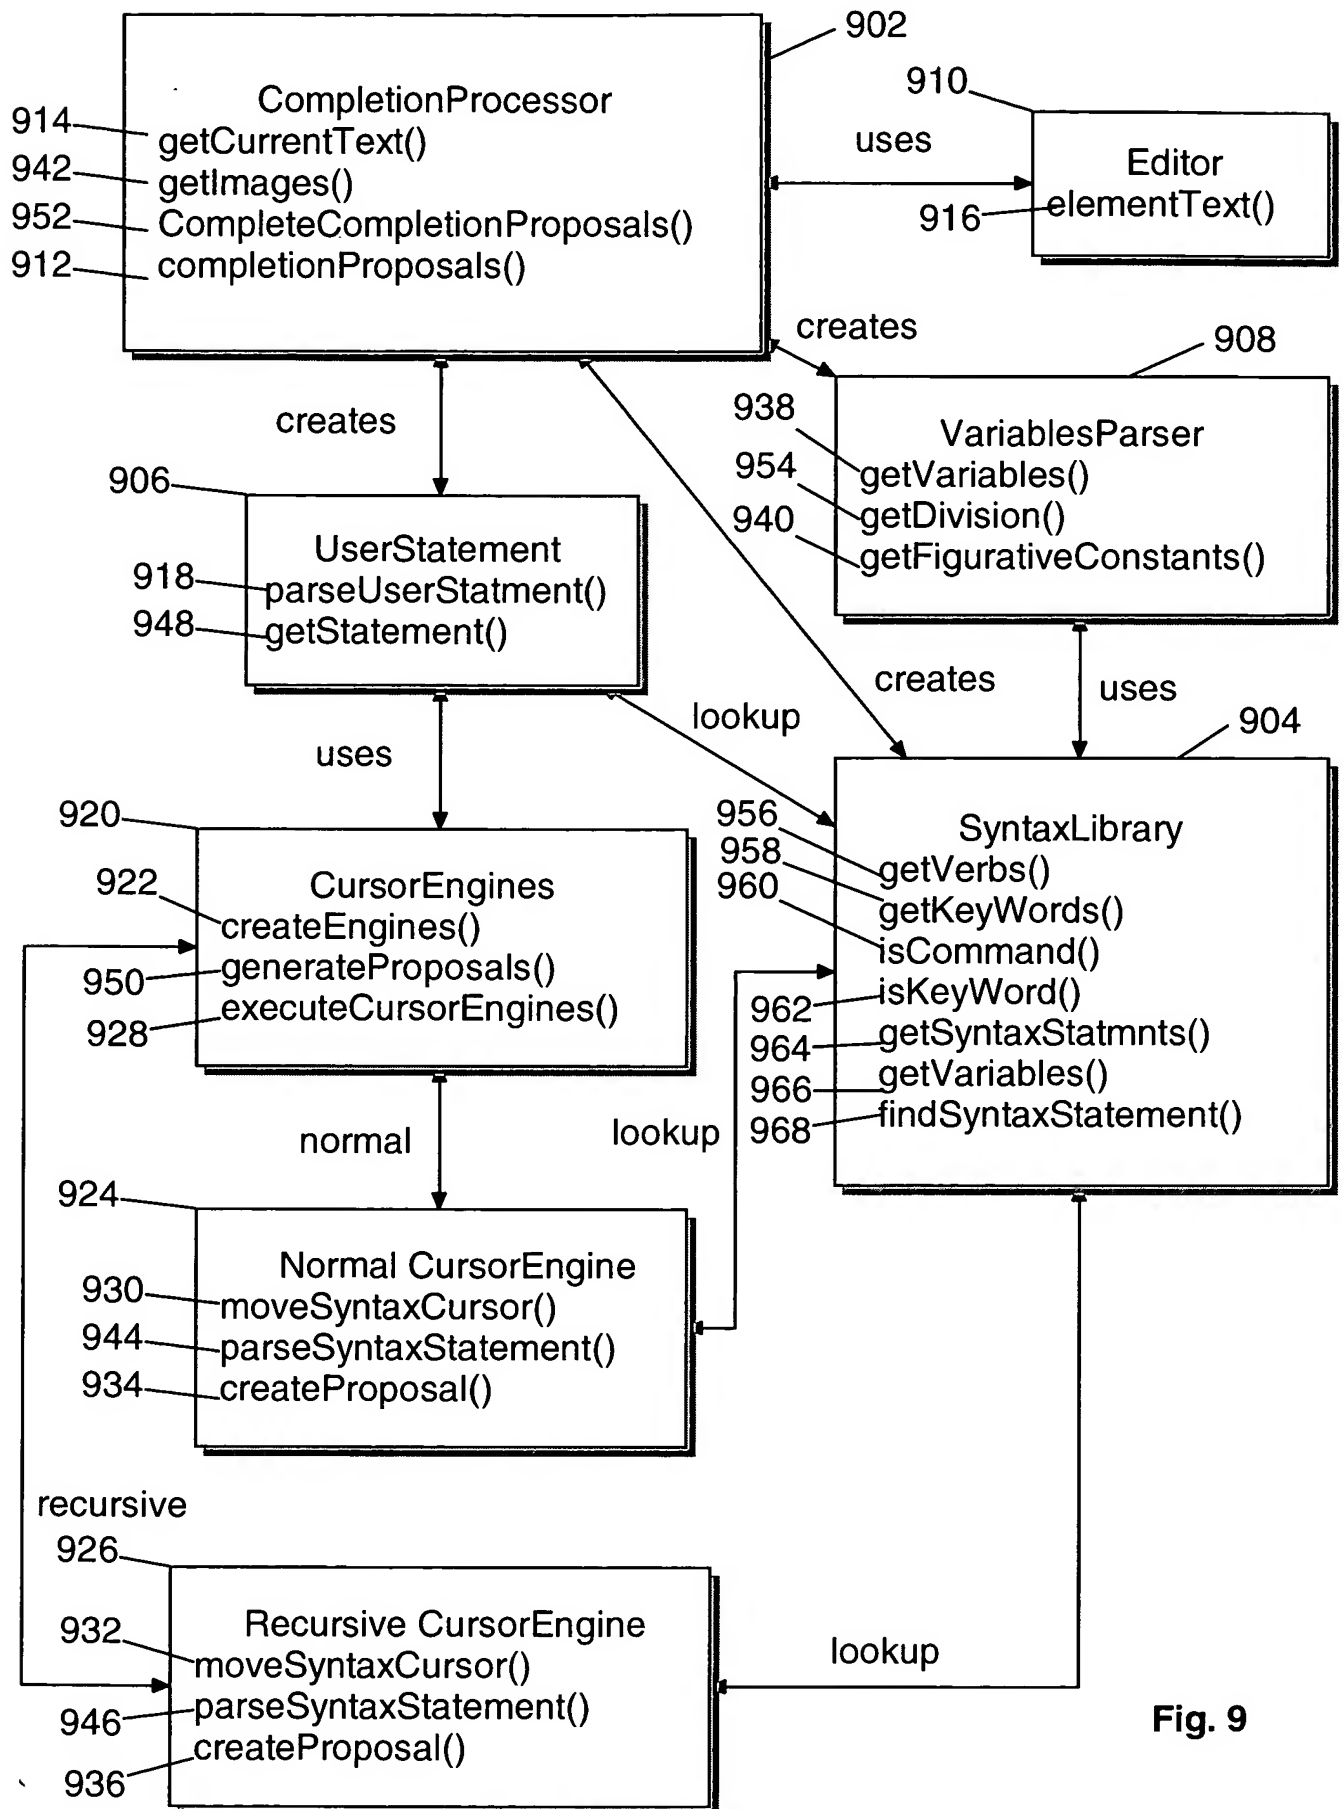 902
CompletionProcessor
914
getCurrentText()
942
getImages()
952
CompleteCompletionProposals()
912
completionProposals()
uses
910
Editor
916
elementText()
creates
908
938
VariablesParser
954
getVariables()
getDivision()
940
getFigurativeConstants()
creates
906
UserStatement
918
parseUserStatment()
948
getStatement()
creates
uses
lookup
904
uses
920
CursorEngines
922
createEngines()
950
generateProposals()
928
executeCursorEngines()
956
SyntaxLibrary
958
getVerbs()
960
getKeyWords()
isCommand()
962
isKeyWord()
964
getSyntaxStatmnts()
966
getVariables()
968
findSyntaxStatement()
normal
lookup
924
Normal CursorEngine
930
moveSyntaxCursor()
944
parseSyntaxStatement()
934
createProposal()
recursive
926
Recursive CursorEngine
932
moveSyntaxCursor()
946
parseSyntaxStatement()
936
createProposal()
lookup
Fig. 9